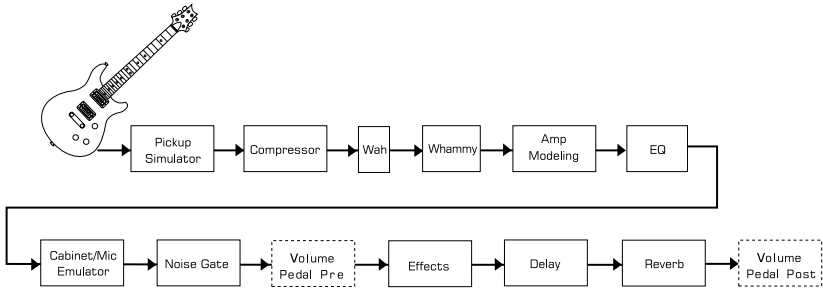 Pickup
Simulator
Compressor
Wah
Whammy
Amp
Modeling
EQ
Cabinet/Mic
Emulator
Noise Gate
Volume
Pedal Pre
Effects
Delay
Reverb
Volume
Pedal Post